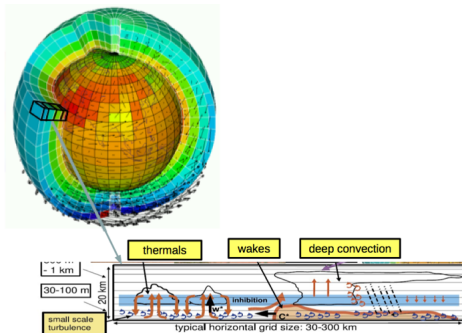 thermals
wakes
deep convection
- 1 km
30-100 m
20 km
inhibition
w*
C*
small scale
turbulence
typical horizontal grid size: 30-300 km